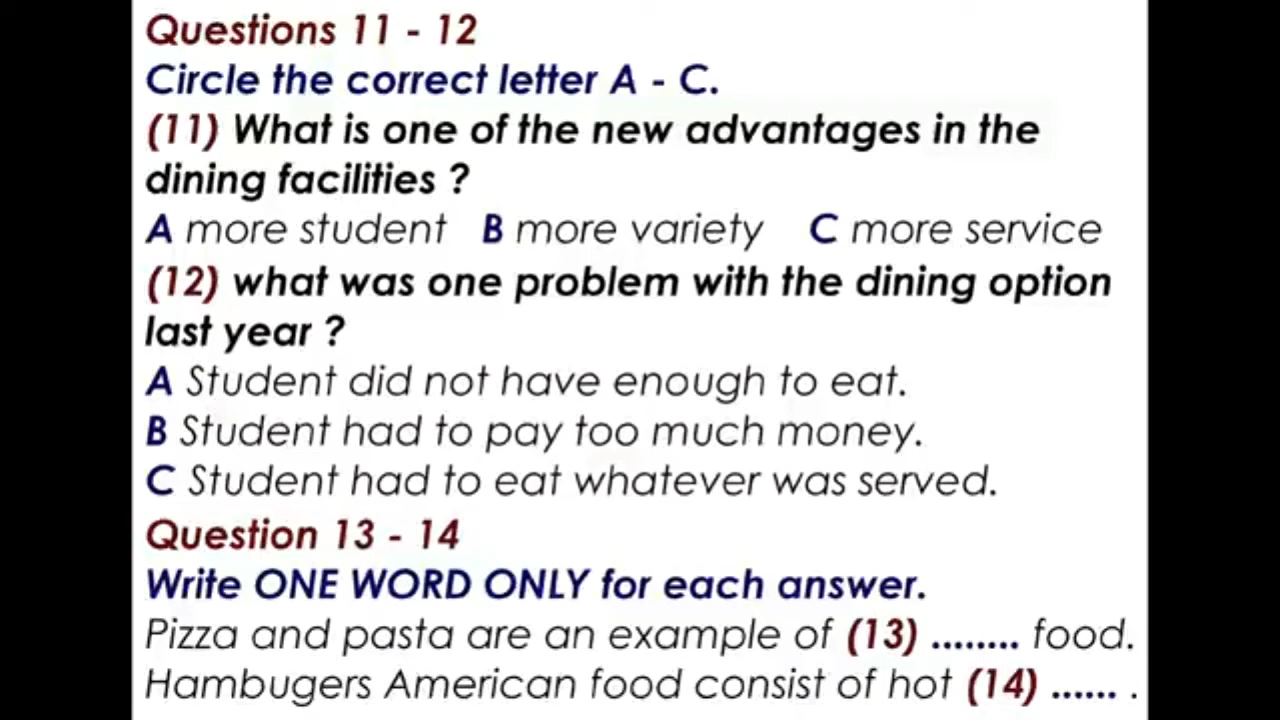 Questions 11 - 12
Circle the correct letter A - C.
(11) What is one of the new advantages in the
dining facilities ?
A more student B more variety C more service
(12) what was one problem with the dining option
last year ?
A Student did not have enough to eat.
B Student had to pay too much money.
C Student had to eat whatever was served.
Question 13 - 14
Write ONE WORD ONLY for each answer.
Pizza and pasta are an example of (13) ........ food.
Hambugers American food consist of hot (14) ...... .